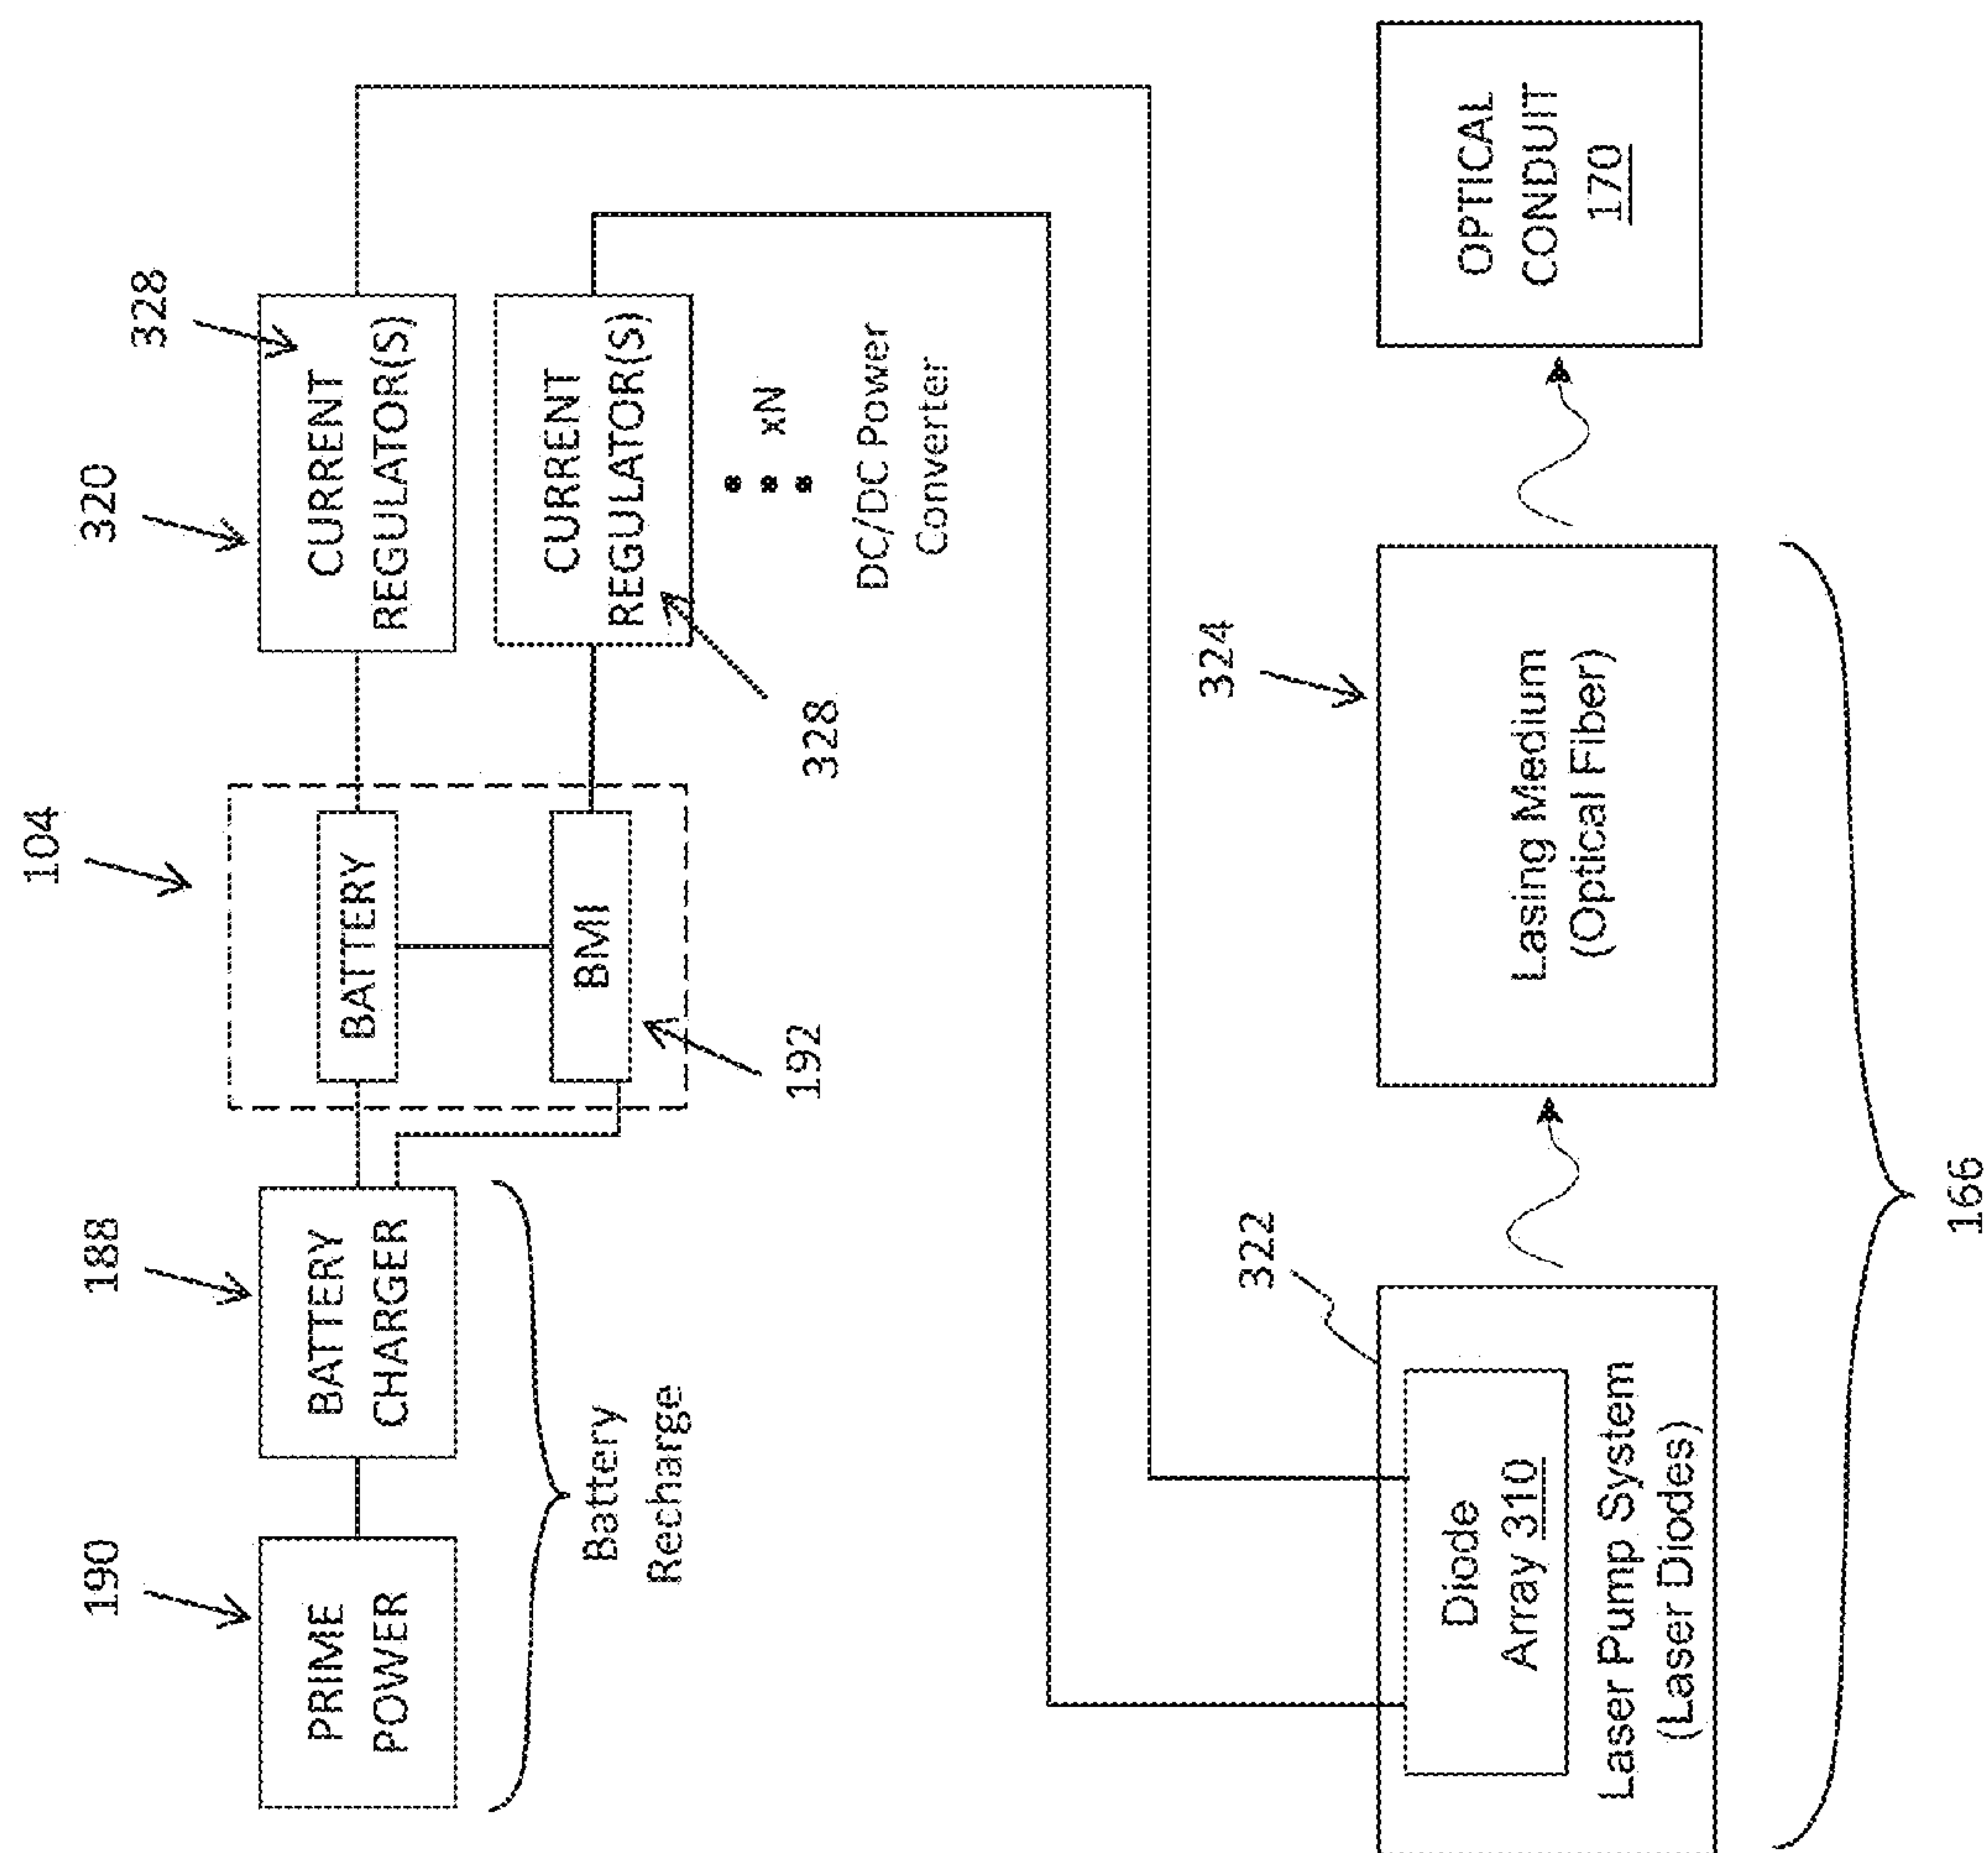 190
188
104
320
328
PRIME
POWER
BATTERY
CHARGER
BATTERY
BMI
192
CURRENT
REGULATOR(S)
CURRENT
REGULATOR(S)
328
xN
DC/DC Power
Converter
Battery
Recharge
322
324
Diode
Array 310
Laser Pump System
(Laser Diodes)
Lasing Medium
(Optical Fiber)
OPTICAL
CONDUIT
170
166